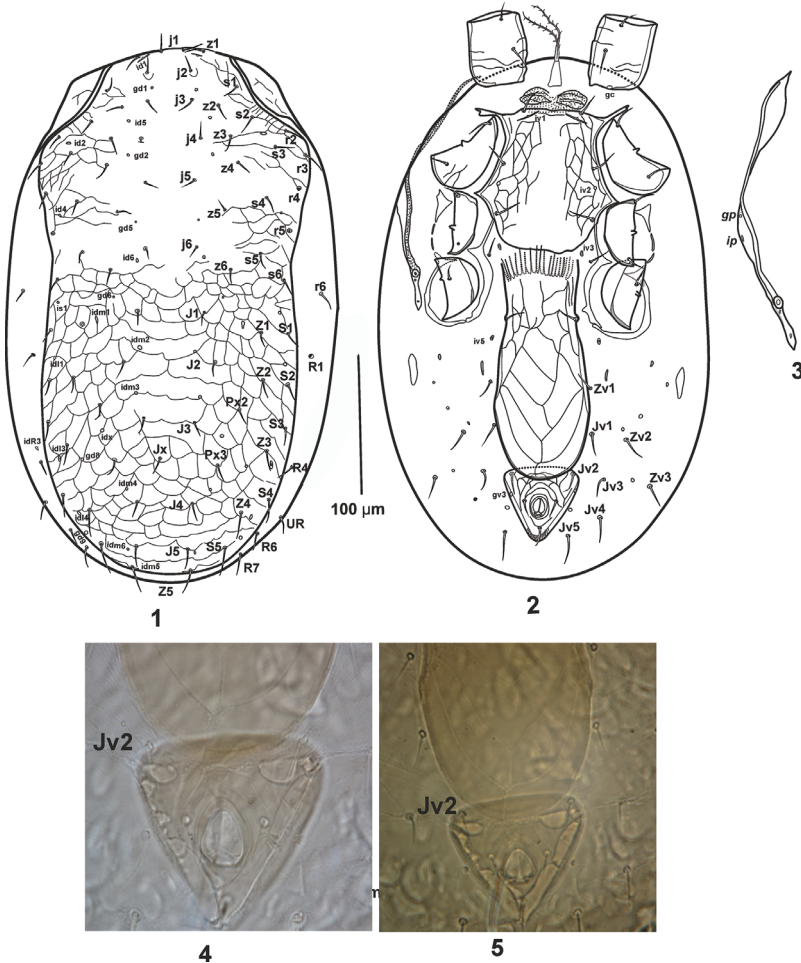 j1 z1
id1 j2 s1
gd1 j3 z2 s2
id5 j4 z3 r2
id2 gd2 z4 s3 r3
j5 r4
id4 gd5 z5 s4 r5
id6 j6 z6 s5 s6
gd6 r6
is1 idm1 J1 Z1 S1
idm2 J2 R1
idl1 idm3 Z2 S2
Px2
idx J3 S3
idR3 idl3 gd8 Jx Px3 Z3 R4
idm4 J4 Z4 S4
idl4 UR
gd9 idm6 J5 S5 R6
idm5 R7
Z5
1
100 µm
gc
iv1
iv2
iv3
iv5
Zv1
Jv1 Zv2
Jv2
gv3 Jv3 Zv3
Jv4
Jv5
2
gp
ip
3
Jv2
4
m
Jv2
5